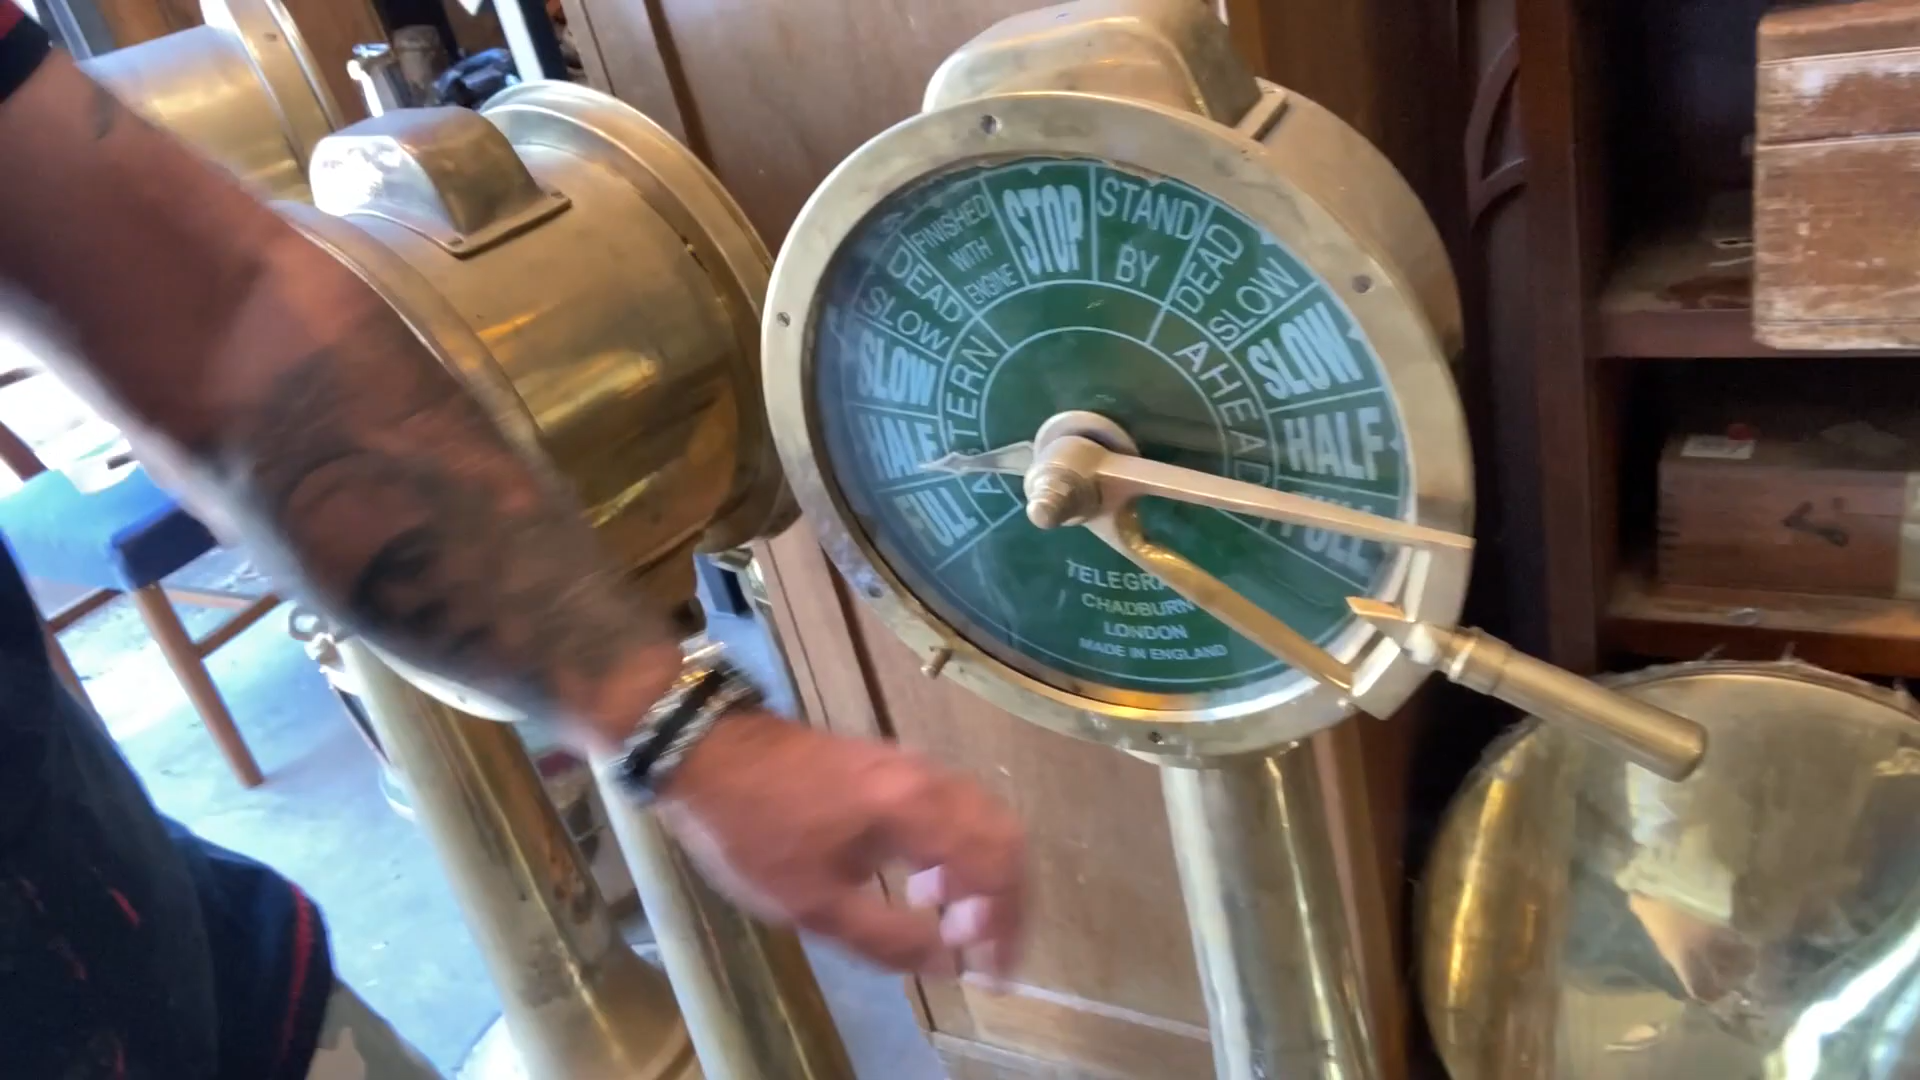 FINISHED
WITH
ENGINE
STOP
STAND
BY
DEAD
SLOW
DEAD
SLOW
SLOW
HALF
FULL
ASTERN
AHEAD
SLOW
HALF
FULL
CHADBURN
LONDON
MADE IN ENGLAND